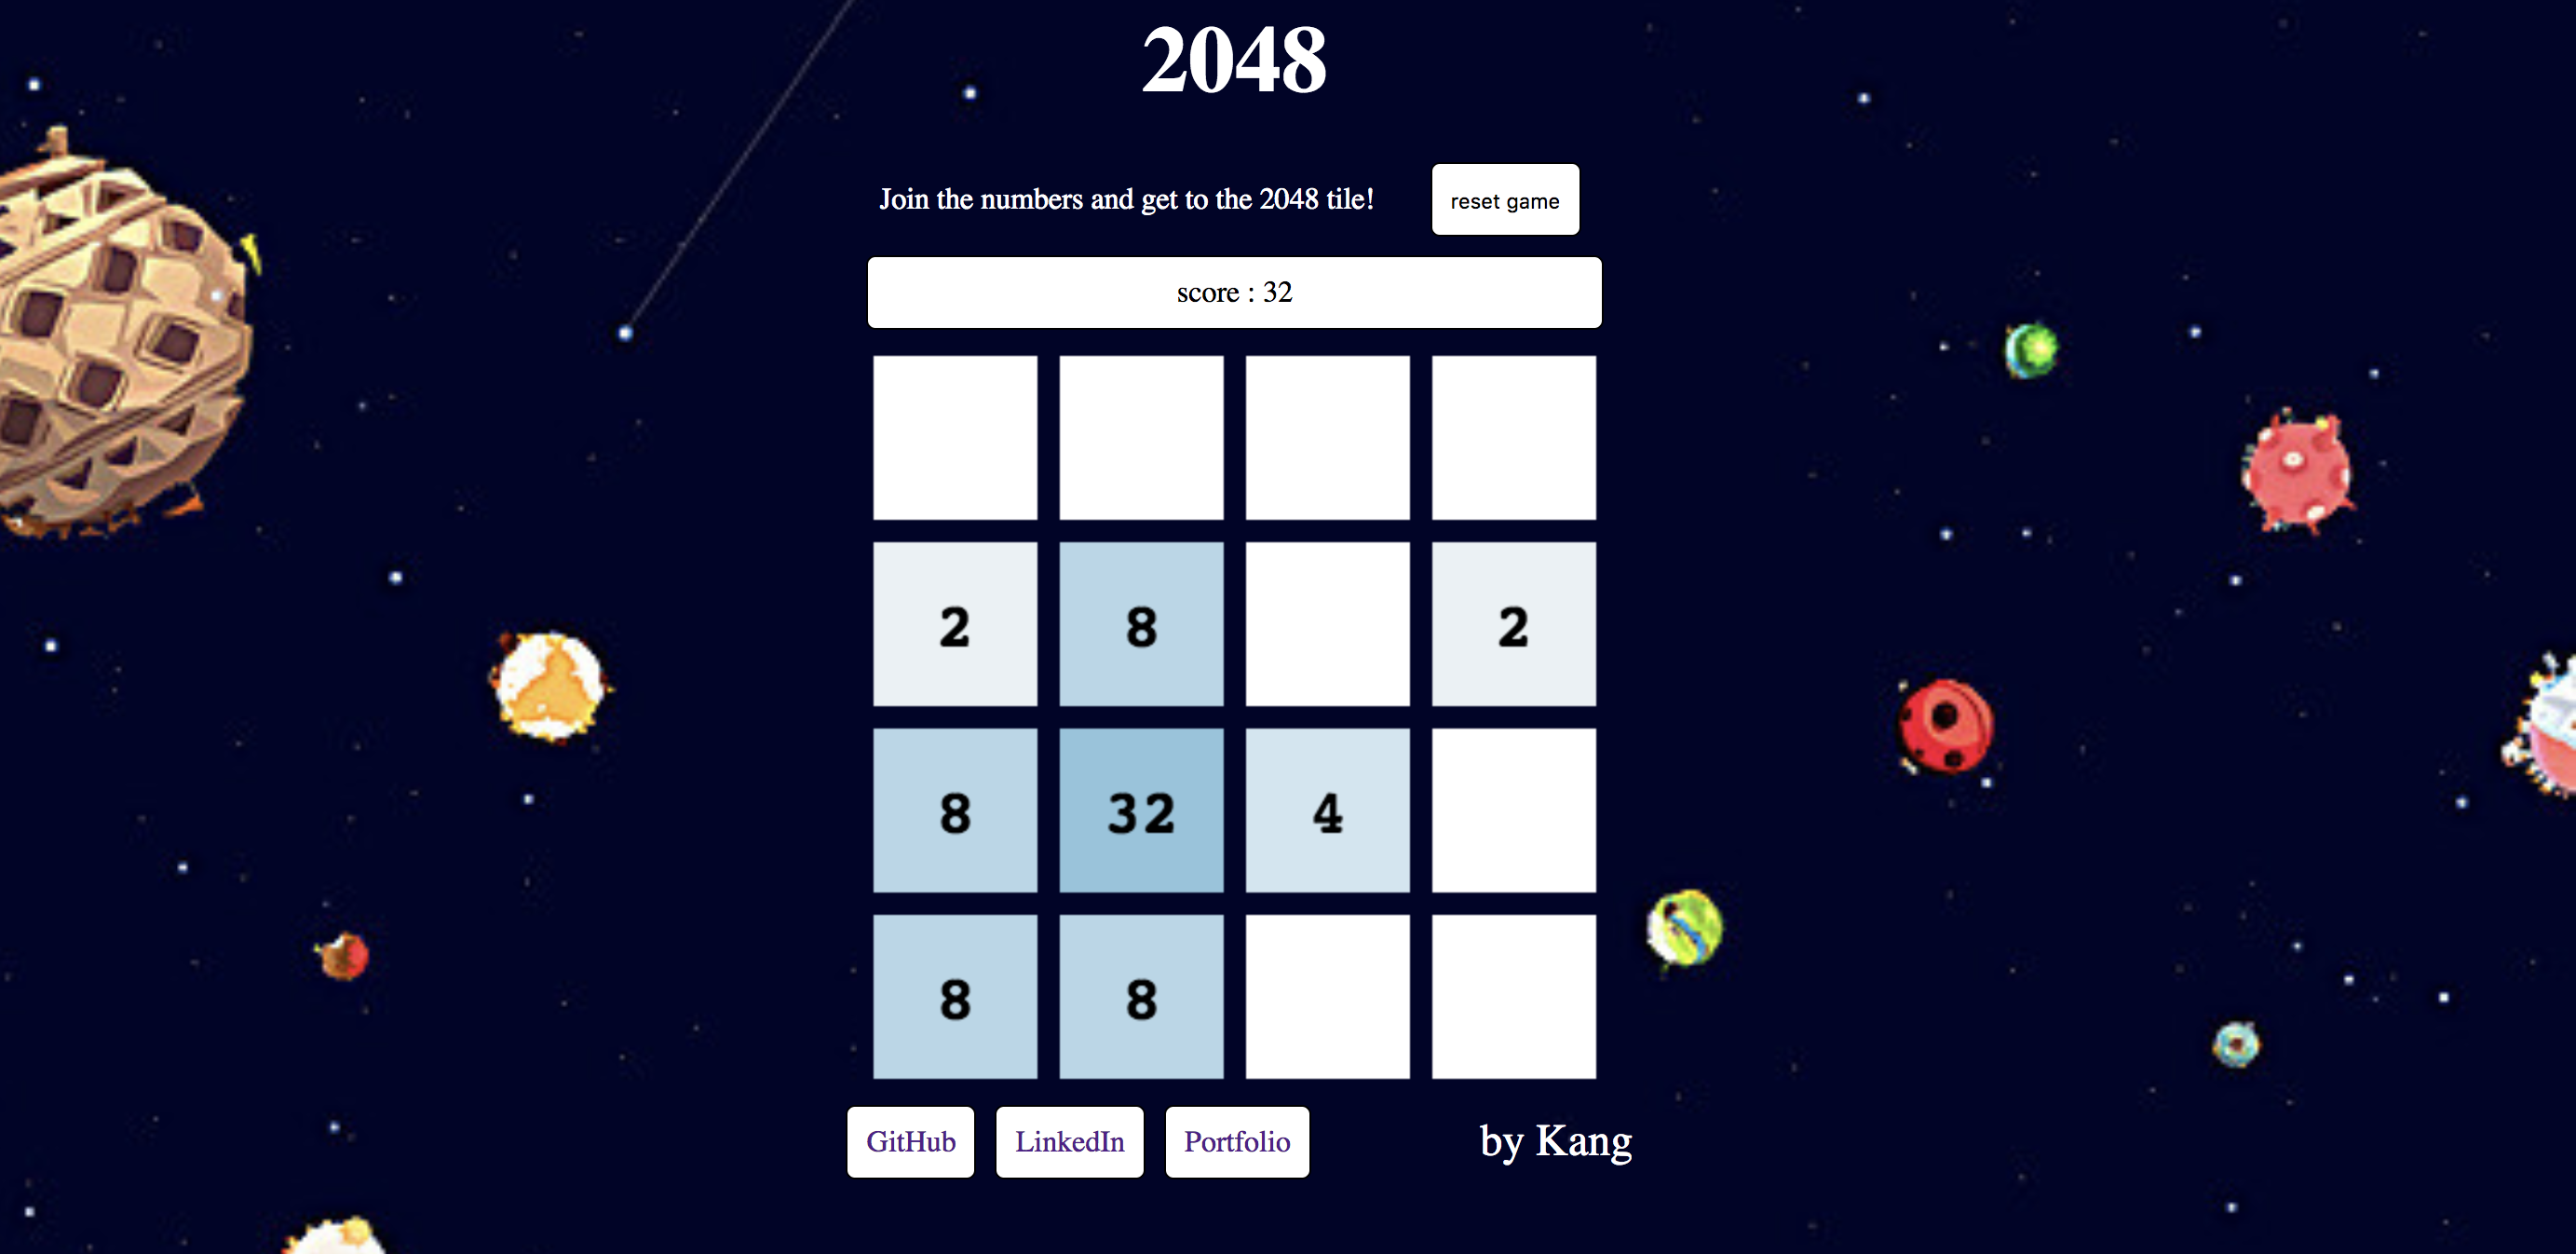 2048
Join the numbers and get to the 2048 tile! reset game
score : 32
2 8 2
8 32 4
8 8
GitHub LinkedIn Portfolio by Kang